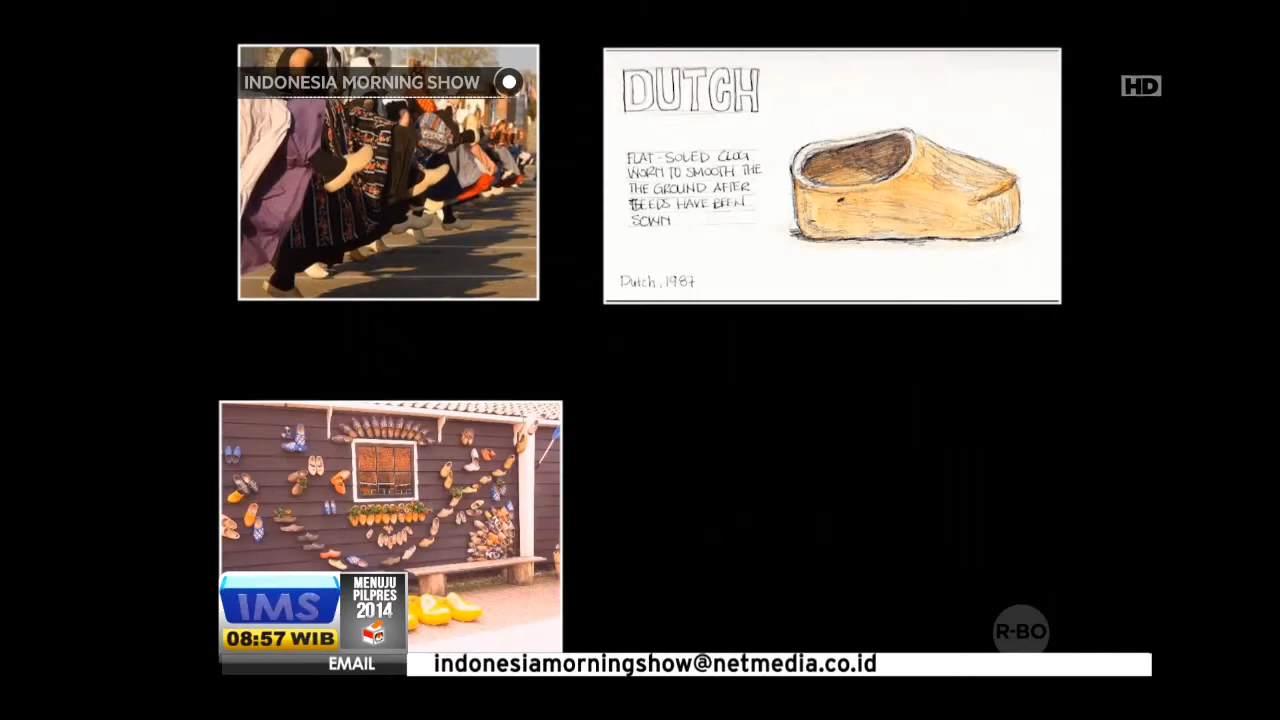 INDONESIA MORNING SHOW
HD
DUTCH
FLAT-SOLED CLOG
WORN TO SMOOTH THE
THE GROUND AFTER
SEEDS HAVE BEEN
SOWN
Dutch, 1987
IMS
MENUJU
PILPRES
2014
08:57 WIB
R-BO
EMAIL
indonesiamorningshow@netmedia.co.id